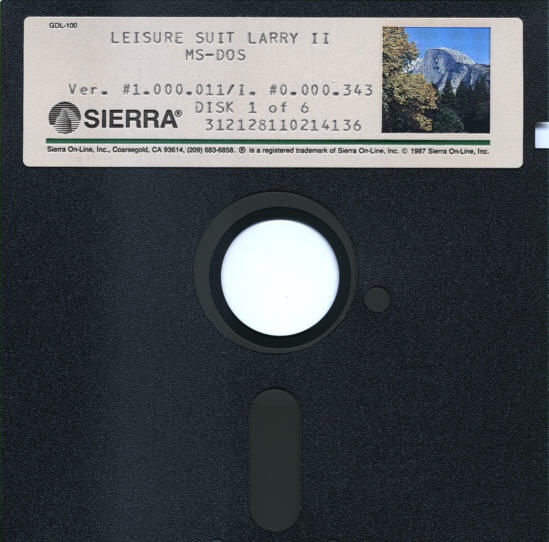 GDL-100
LEISURE SUIT LARRY II
MS-DOS
Ver. #1.000.011/I. #0.000.343
DISK 1 of 6
SIERRA®
312128110214136
Sierra On-Line, Inc., Coarsegold, CA 93614, (209) 683-6858. ® is a registered trademark of Sierra On-Line, Inc. © 1987 Sierra On-Line, Inc.